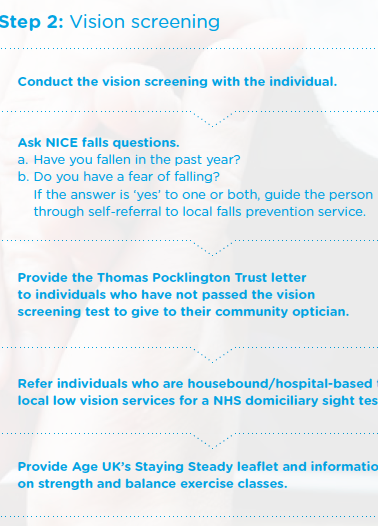 Step 2: Vision screening
Conduct the vision screening with the individual.
Ask NICE falls questions.
a. Have you fallen in the past year?
b. Do you have a fear of falling?
If the answer is 'yes' to one or both, guide the person
through self-referral to local falls prevention service.
Provide the Thomas Pocklington Trust letter
to individuals who have not passed the vision
screening test to give to their community optician.
Refer individuals who are housebound/hospital-based
local low vision services for a NHS domiciliary sight tes
Provide Age UK's Staying Steady leaflet and informatio
on strength and balance exercise classes.